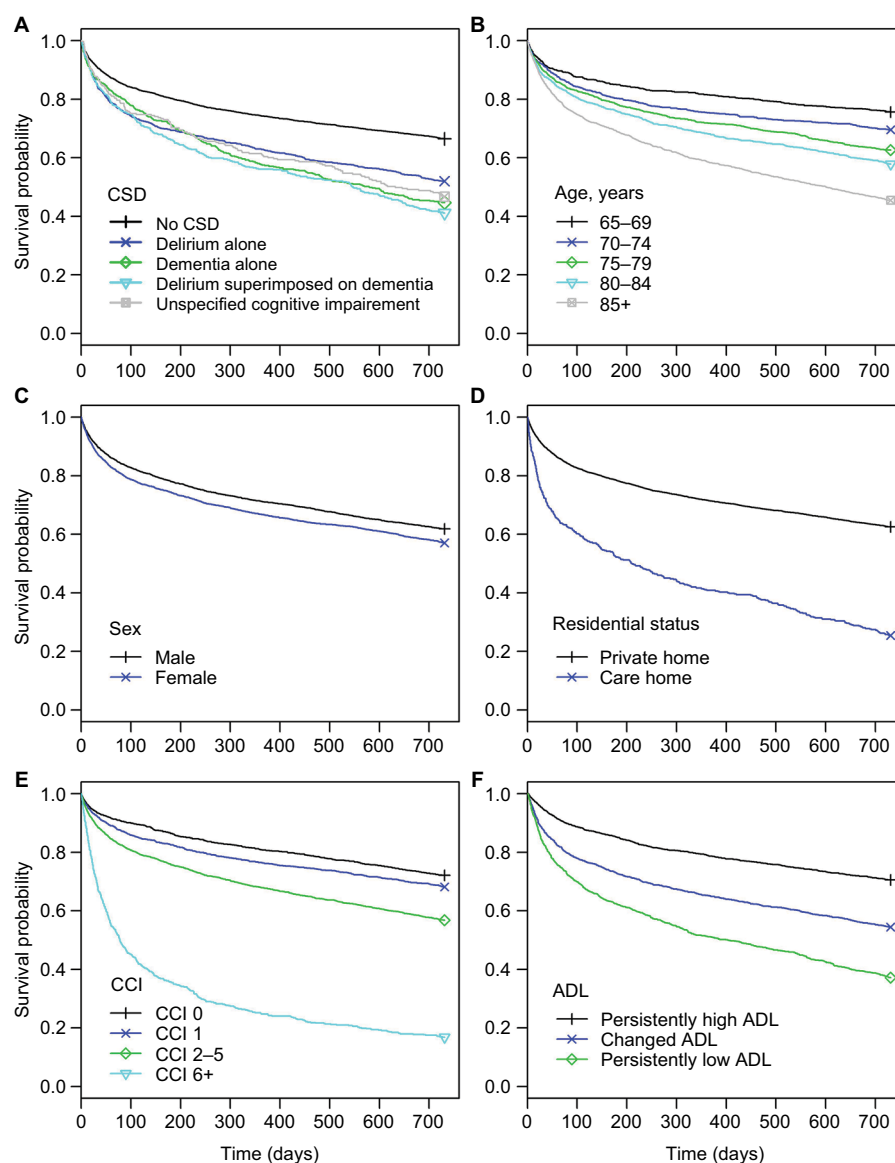 A
B
1.0
0.8
0.6
0.4
0.2
0.0
Survival probability
CSD
No CSD
Delirium alone
Dementia alone
Delirium superimposed on dementia
Unspecified cognitive impairement
0 100 200 300 400 500 600 700
1.0
0.8
0.6
0.4
0.2
0.0
Age, years
65–69
70–74
75–79
80–84
85+
0 100 200 300 400 500 600 700
C
D
1.0
0.8
0.6
0.4
0.2
0.0
Survival probability
Sex
Male
Female
0 100 200 300 400 500 600 700
1.0
0.8
0.6
0.4
0.2
0.0
Residential status
Private home
Care home
0 100 200 300 400 500 600 700
E
F
1.0
0.8
0.6
0.4
0.2
0.0
Survival probability
CCI
CCI 0
CCI 1
CCI 2–5
CCI 6+
0 100 200 300 400 500 600 700
Time (days)
1.0
0.8
0.6
0.4
0.2
0.0
ADL
Persistently high ADL
Changed ADL
Persistently low ADL
0 100 200 300 400 500 600 700
Time (days)